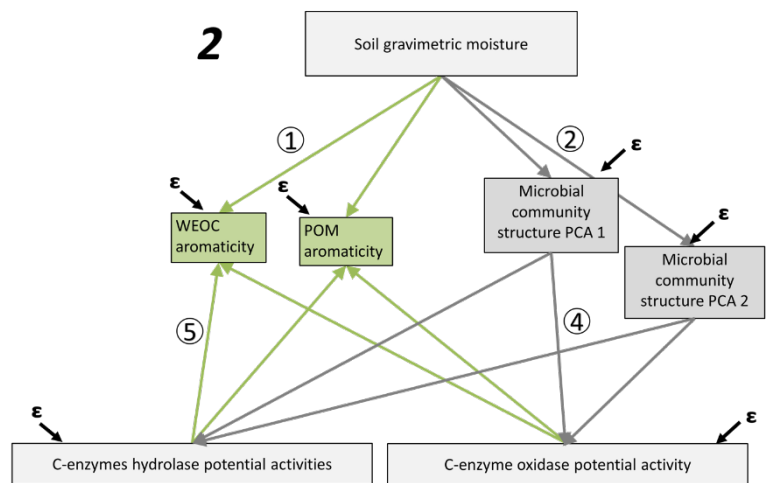 2
Soil gravimetric moisture
①
②
ε
ε
ε
ε
WEOC
aromaticity
POM
aromaticity
Microbial
community
structure PCA 1
Microbial
community
structure PCA 2
⑤
④
ε
ε
C-enzymes hydrolase potential activities
C-enzyme oxidase potential activity